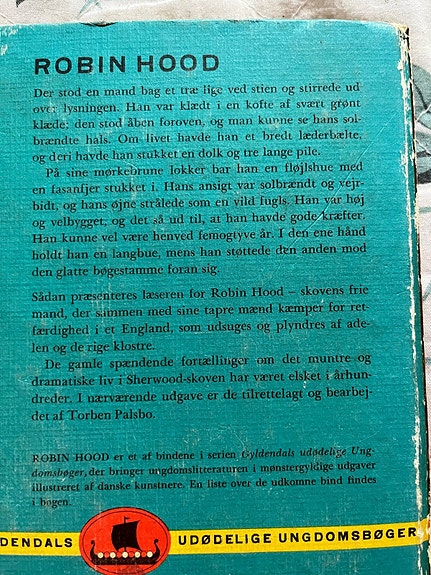 ROBIN HOOD
Der stod en mand bag et træ lige ved stien og stirrede ud
over lysningen. Han var klædt i en kofte af svært grønt
klæde; den stod åben foroven, og man kunne se hans sol-
brændte hals. Om livet havde han et bredt læderbælte,
og deri havde han stukket en dolk og tre lange pile.
På sine mørkebrune lokker bar han en fløjlshue med
en fasanfjer stukket i. Hans ansigt var solbrændt og vejr-
bidt, og hans øjne strålede som en vild fugls. Han var høj
og velbygget, og det så ud til, at han havde gode kræfter.
Han kunne vel være henved femogtyve år. I den ene hånd
holdt han en langbue, mens han støttede den anden mod
den glatte bøgestamme foran sig.
Sådan præsenteres læseren for Robin Hood – skovens frie
mand, der sammen med sine tapre mænd kæmper for ret-
færdighed i et England, som udsuges og plyndres af ade-
len og de rige klostre.
De gamle spændende fortællinger om det muntre og
dramatiske liv i Sherwood-skoven har været elsket i århun-
dreder. I nærværende udgave er de tilrettelagt og bearbej-
det af Torben Palsbo.
ROBIN HOOD er et af bindene i serien Gyldendals udødelige Ung-
domsbøger, der bringer ungdomslitteraturen i mønstergyldige udgaver
illustreret af danske kunstnere. En liste over de udkomne bind findes
i bogen.
DENDALS UDØDELIGE UNGDOMSBØGER